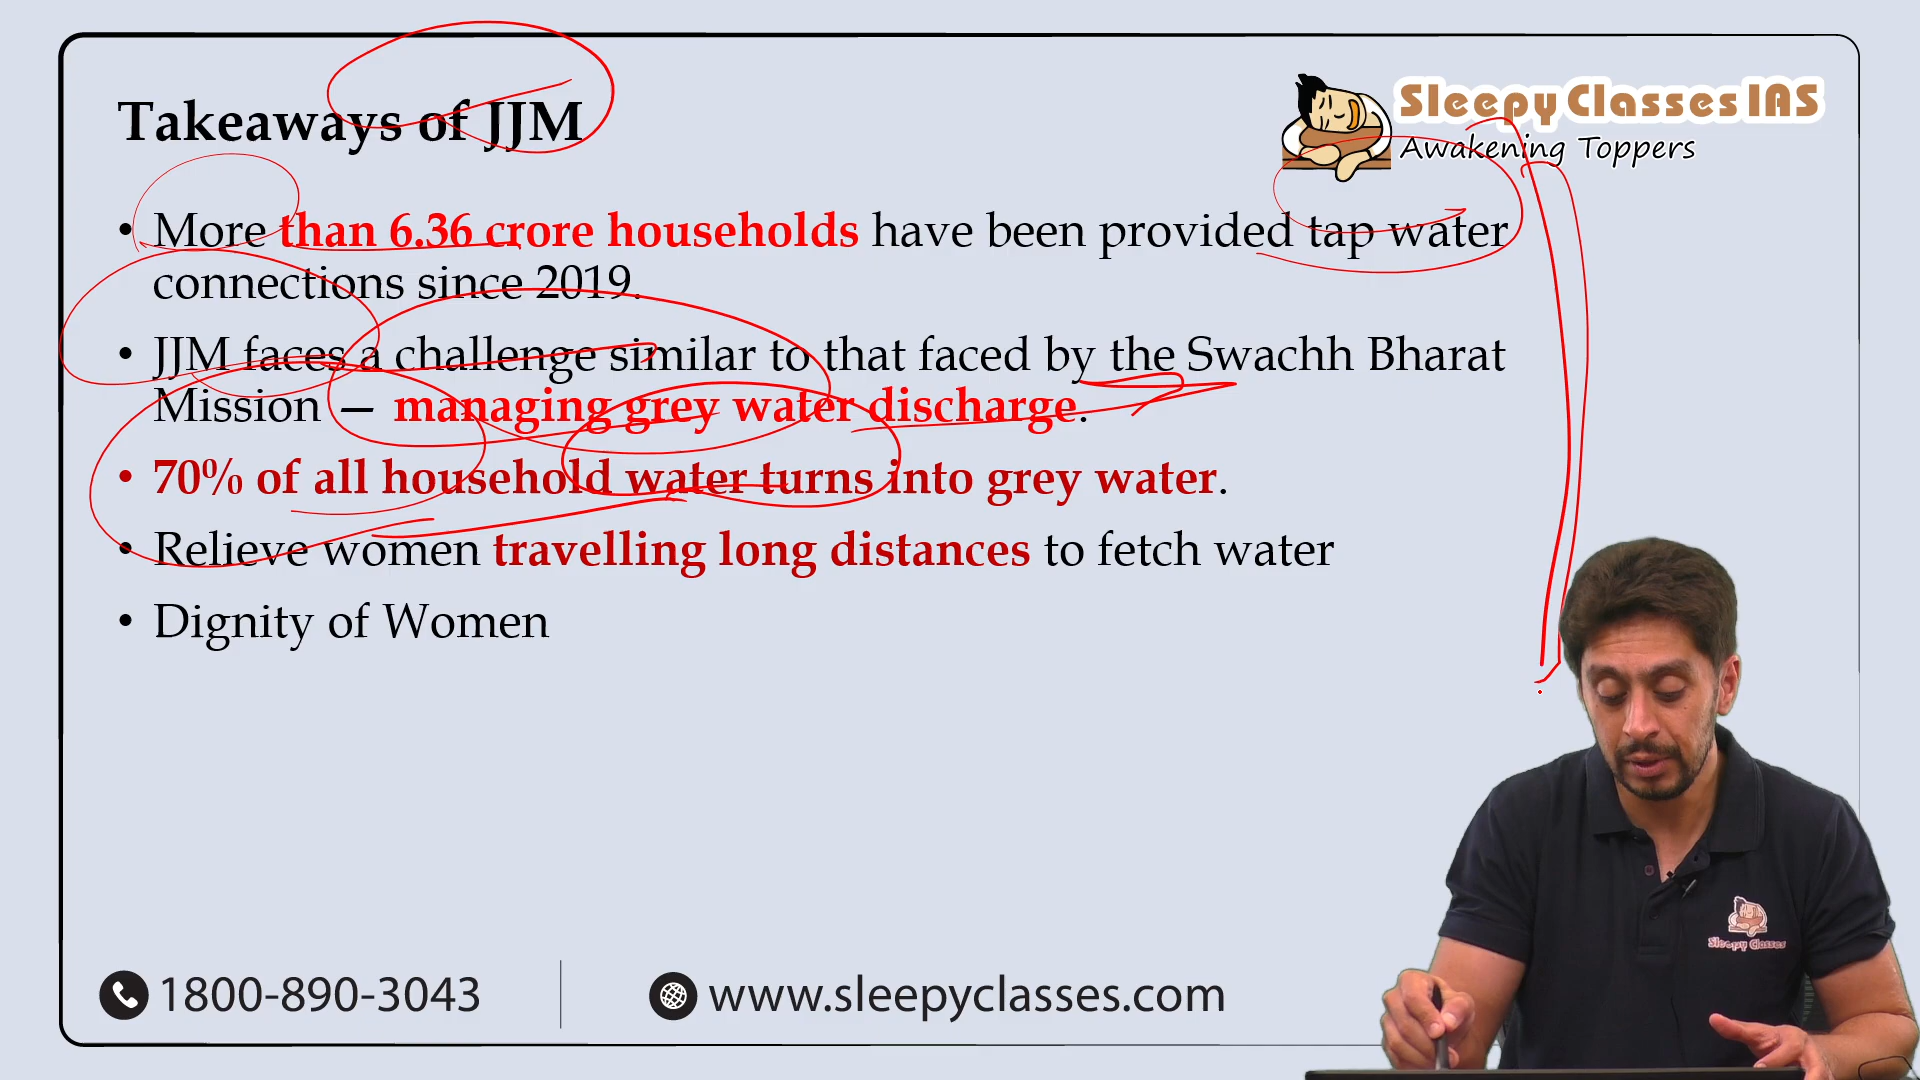 Takeaways of JJM
Sleepy Classes IAS
Awakening Toppers
• More than 6.36 crore households have been provided tap water
connections since 2019.
• JJM faces a challenge similar to that faced by the Swachh Bharat
Mission — managing grey water discharge.
• 70% of all household water turns into grey water.
• Relieve women travelling long distances to fetch water
• Dignity of Women
Sleepy Classes
1800-890-3043
www.sleepyclasses.com